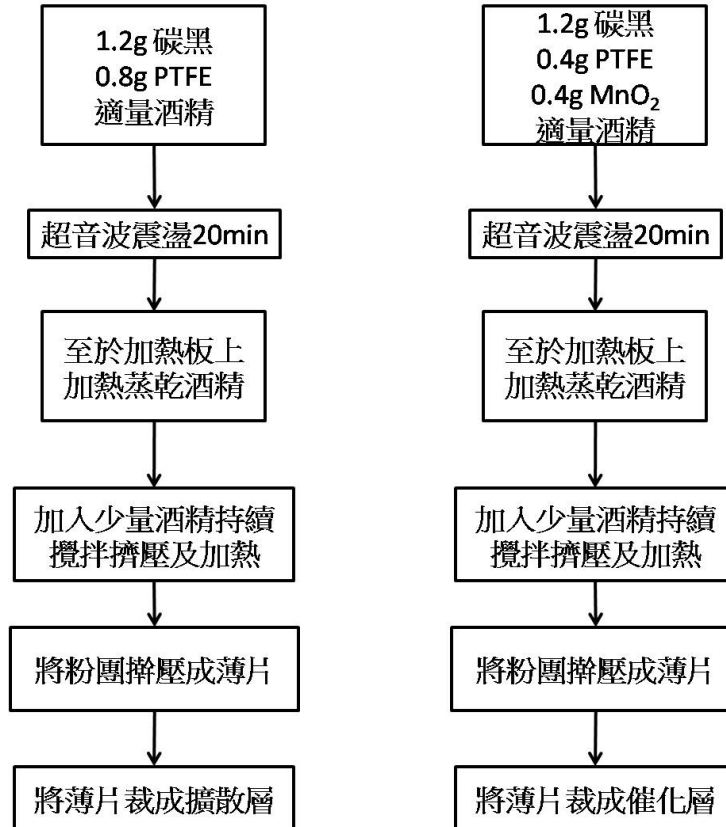 1.2g 碳黑
0.8g PTFE
適量酒精
超音波震盪20min
至於加熱板上
加熱蒸乾酒精
加入少量酒精持續
攪拌擠壓及加熱
將粉團擀壓成薄片
將薄片裁成擴散層
1.2g 碳黑
0.4g PTFE
0.4g MnO₂
適量酒精
超音波震盪20min
至於加熱板上
加熱蒸乾酒精
加入少量酒精持續
攪拌擠壓及加熱
將粉團擀壓成薄片
將薄片裁成催化層